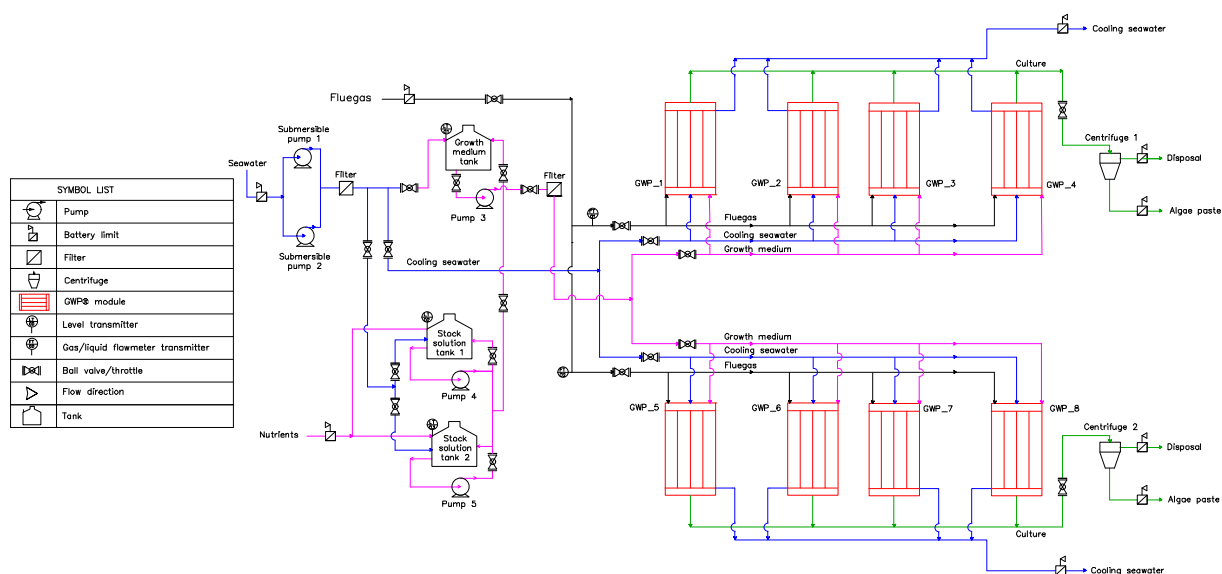 SYMBOL LIST
Pump
Battery limit
Filter
Centrifuge
GWP® module
Level transmitter
Gas/liquid flowmeter transmitter
Ball valve/throttle
Flow direction
Tank
Seawater
Submersible
pump 1
Submersible
pump 2
Filter
Fluegas
Growth
medium
tank
Pump 3
Filter
Cooling seawater
Stock
solution
tank 1
Pump 4
Nutrients
Stock
solution
tank 2
Pump 5
Cooling seawater
Culture
GWP_1
GWP_2
GWP_3
GWP_4
Centrifuge 1
Disposal
Algae paste
Fluegas
Cooling seawater
Growth medium
Growth medium
Cooling seawater
Fluegas
GWP_5
GWP_6
GWP_7
GWP_8
Centrifuge 2
Disposal
Algae paste
Culture
Cooling seawater